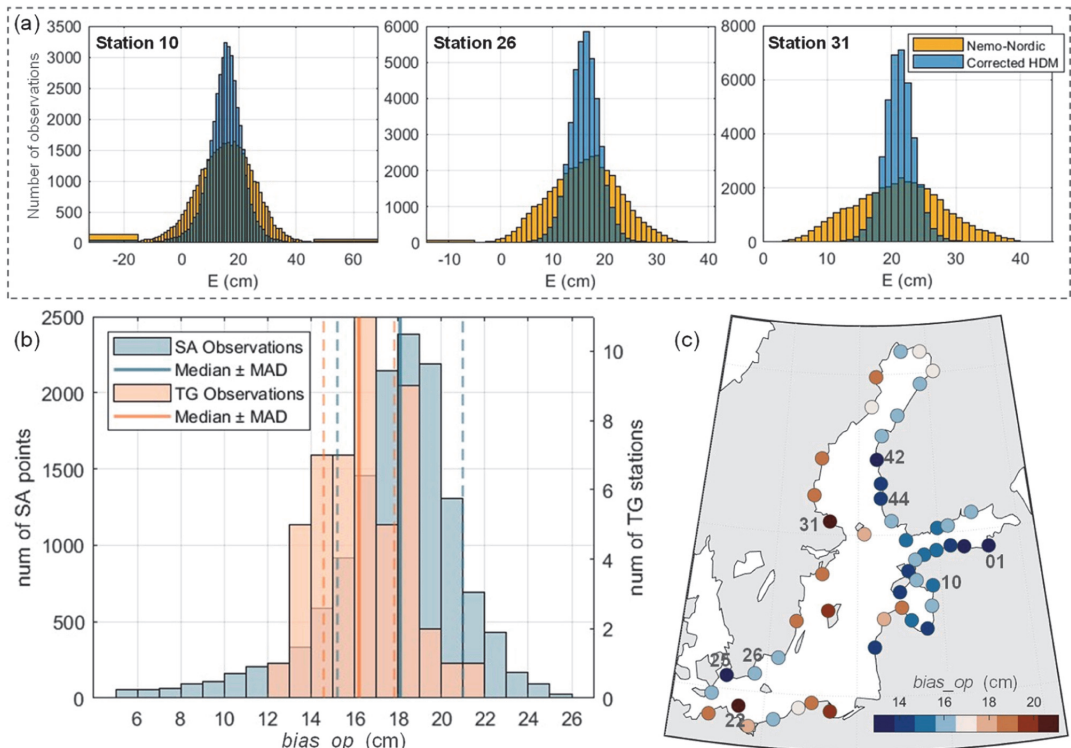 (a)
Station 10
Station 26
Station 31
Nemo-Nordic
Corrected HDM
Number of observations
3500
3000
2500
2000
1500
1000
500
0
-20 0 20 40 60
E (cm)
6000
5000
4000
3000
2000
1000
0
-10 0 10 20 30 40
E (cm)
8000
6000
4000
2000
0
0 10 20 30 40
E (cm)
(b)
SA Observations
Median ± MAD
TG Observations
Median ± MAD
num of SA points
2500
2000
1500
1000
500
0
6 8 10 12 14 16 18 20 22 24 26
bias_op (cm)
10
8
6
4
2
0
num of TG stations
(c)
42
44
31
01
10
25
26
22
bias_op (cm)
14 16 18 20